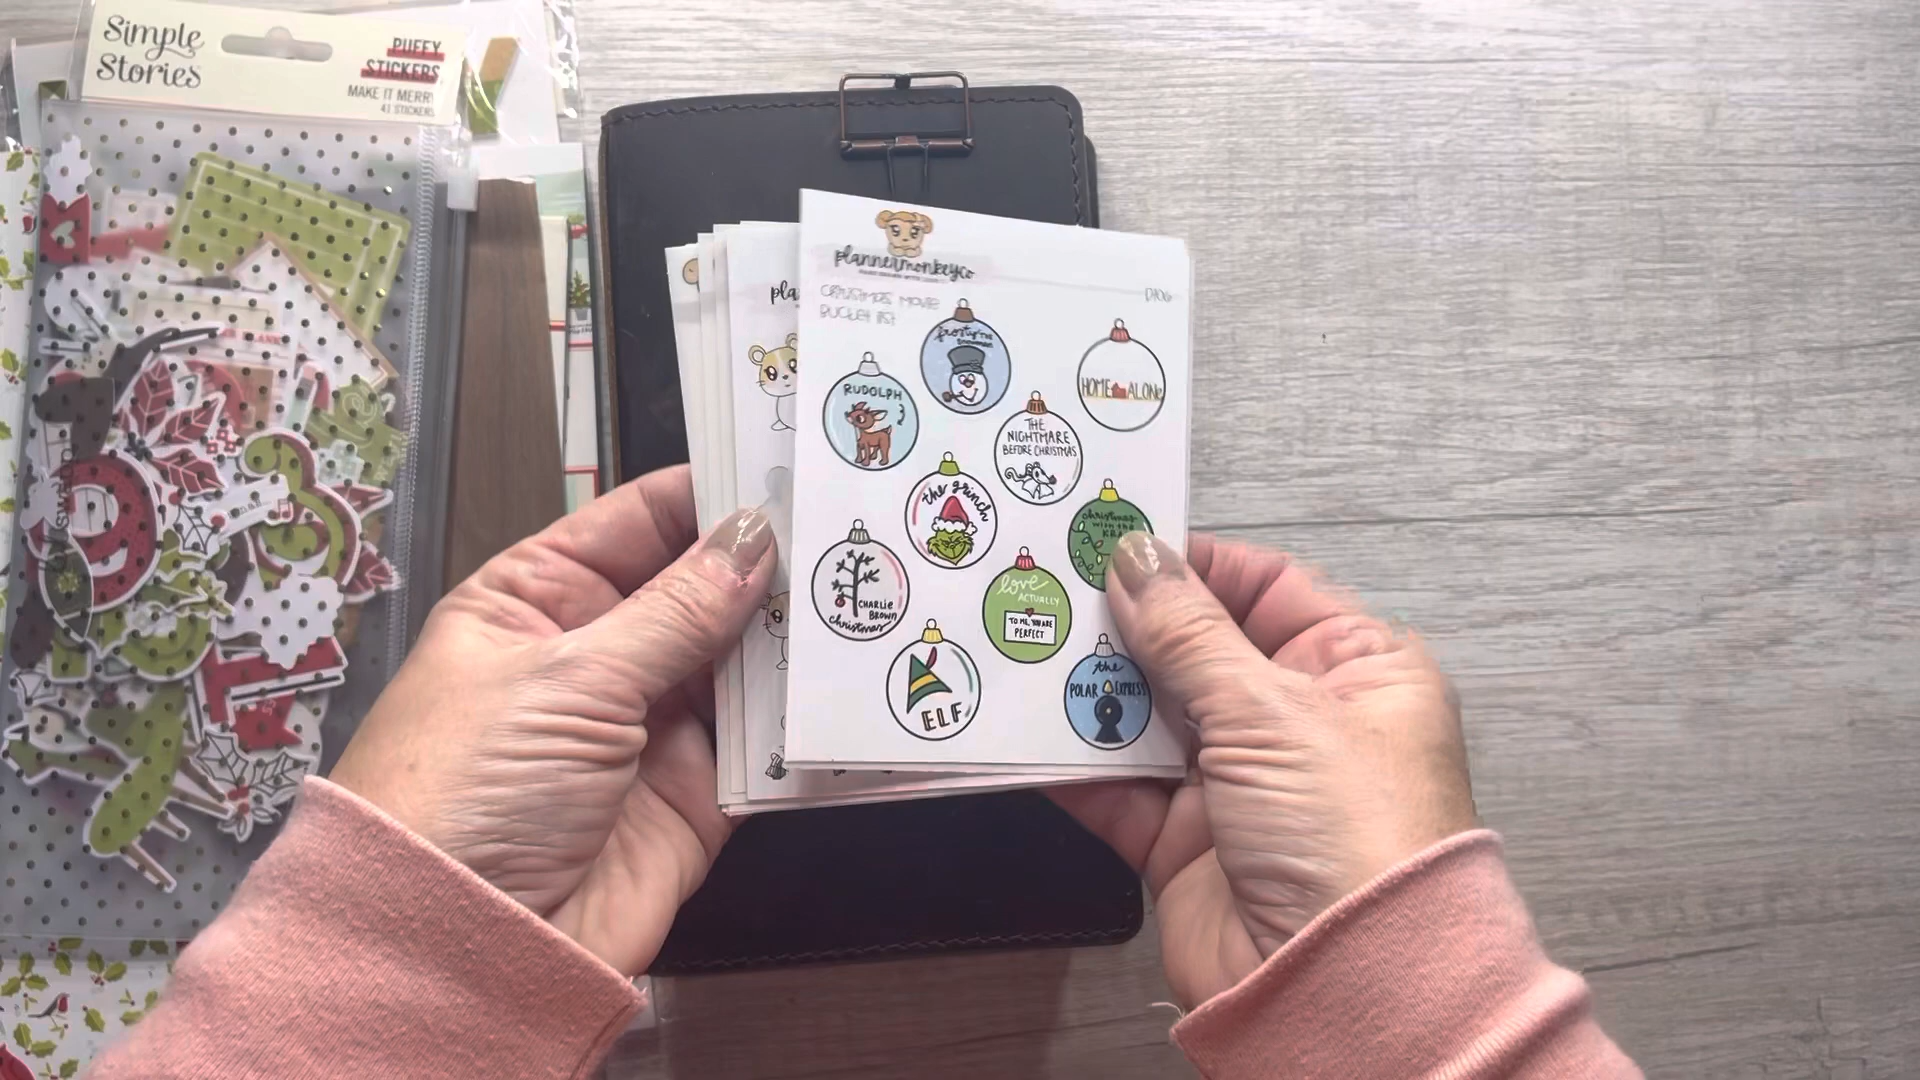 Simple
Stories
PUFFY
STICKERS
MAKE IT MERRY
41 STICKERS
plannermonkeyco
CHRISTMAS MOVIE
BUCKET LIST
frosty the
snowman
RUDOLPH
HOME ALONE
THE
NIGHTMARE
BEFORE CHRISTMAS
the grinch
christmas
with the
KRA
CHARLIE
BROWN
christmas
love
ACTUALLY
TO ME, YOU ARE
PERFECT
ELF
the
POLAR EXPRESS
pla